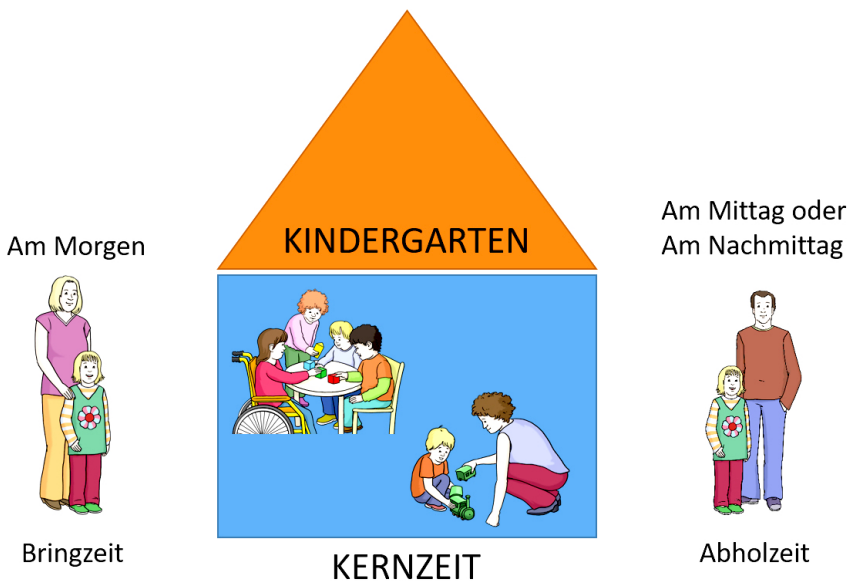 Am Morgen
Bringzeit
KINDERGARTEN
KERNZEIT
Am Mittag oder
Am Nachmittag
Abholzeit